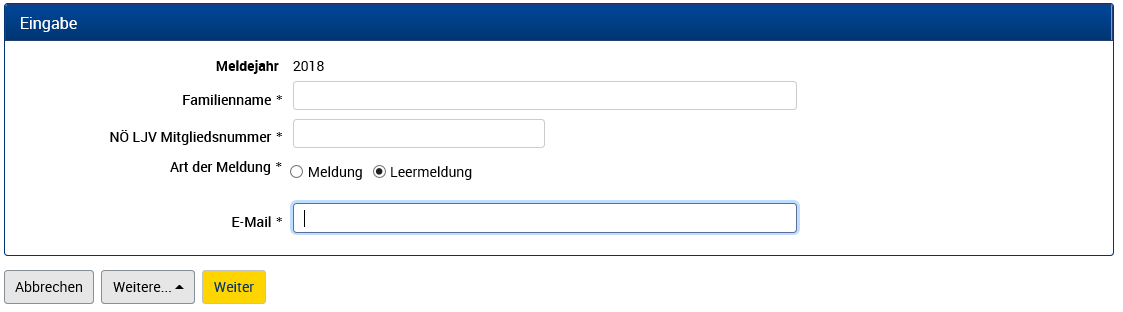 Eingabe
Meldejahr 2018
Familienname *
NÖ LJV Mitgliedsnummer *
Art der Meldung * Meldung Leermeldung
E-Mail *
Abbrechen Weitere... Weiter